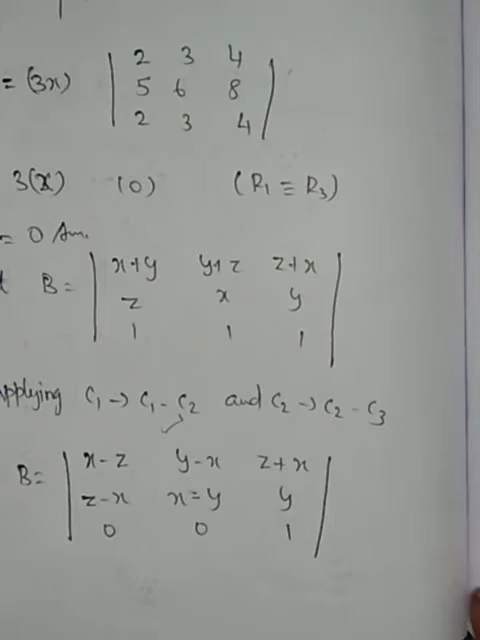 = (3x) | 2 3 4 |
| 5 6 8 |
| 2 3 4 |
3(x) (0) (R₁ ≡ R₃)
= 0 Ans.
t B = | x+y y+z z+x |
| z x y |
| 1 1 1 |
applying C₁ → C₁ - C₂ and C₂ → C₂ - C₃
B = | x-z y-x z+x |
| z-x x=y y |
| 0 0 1 |